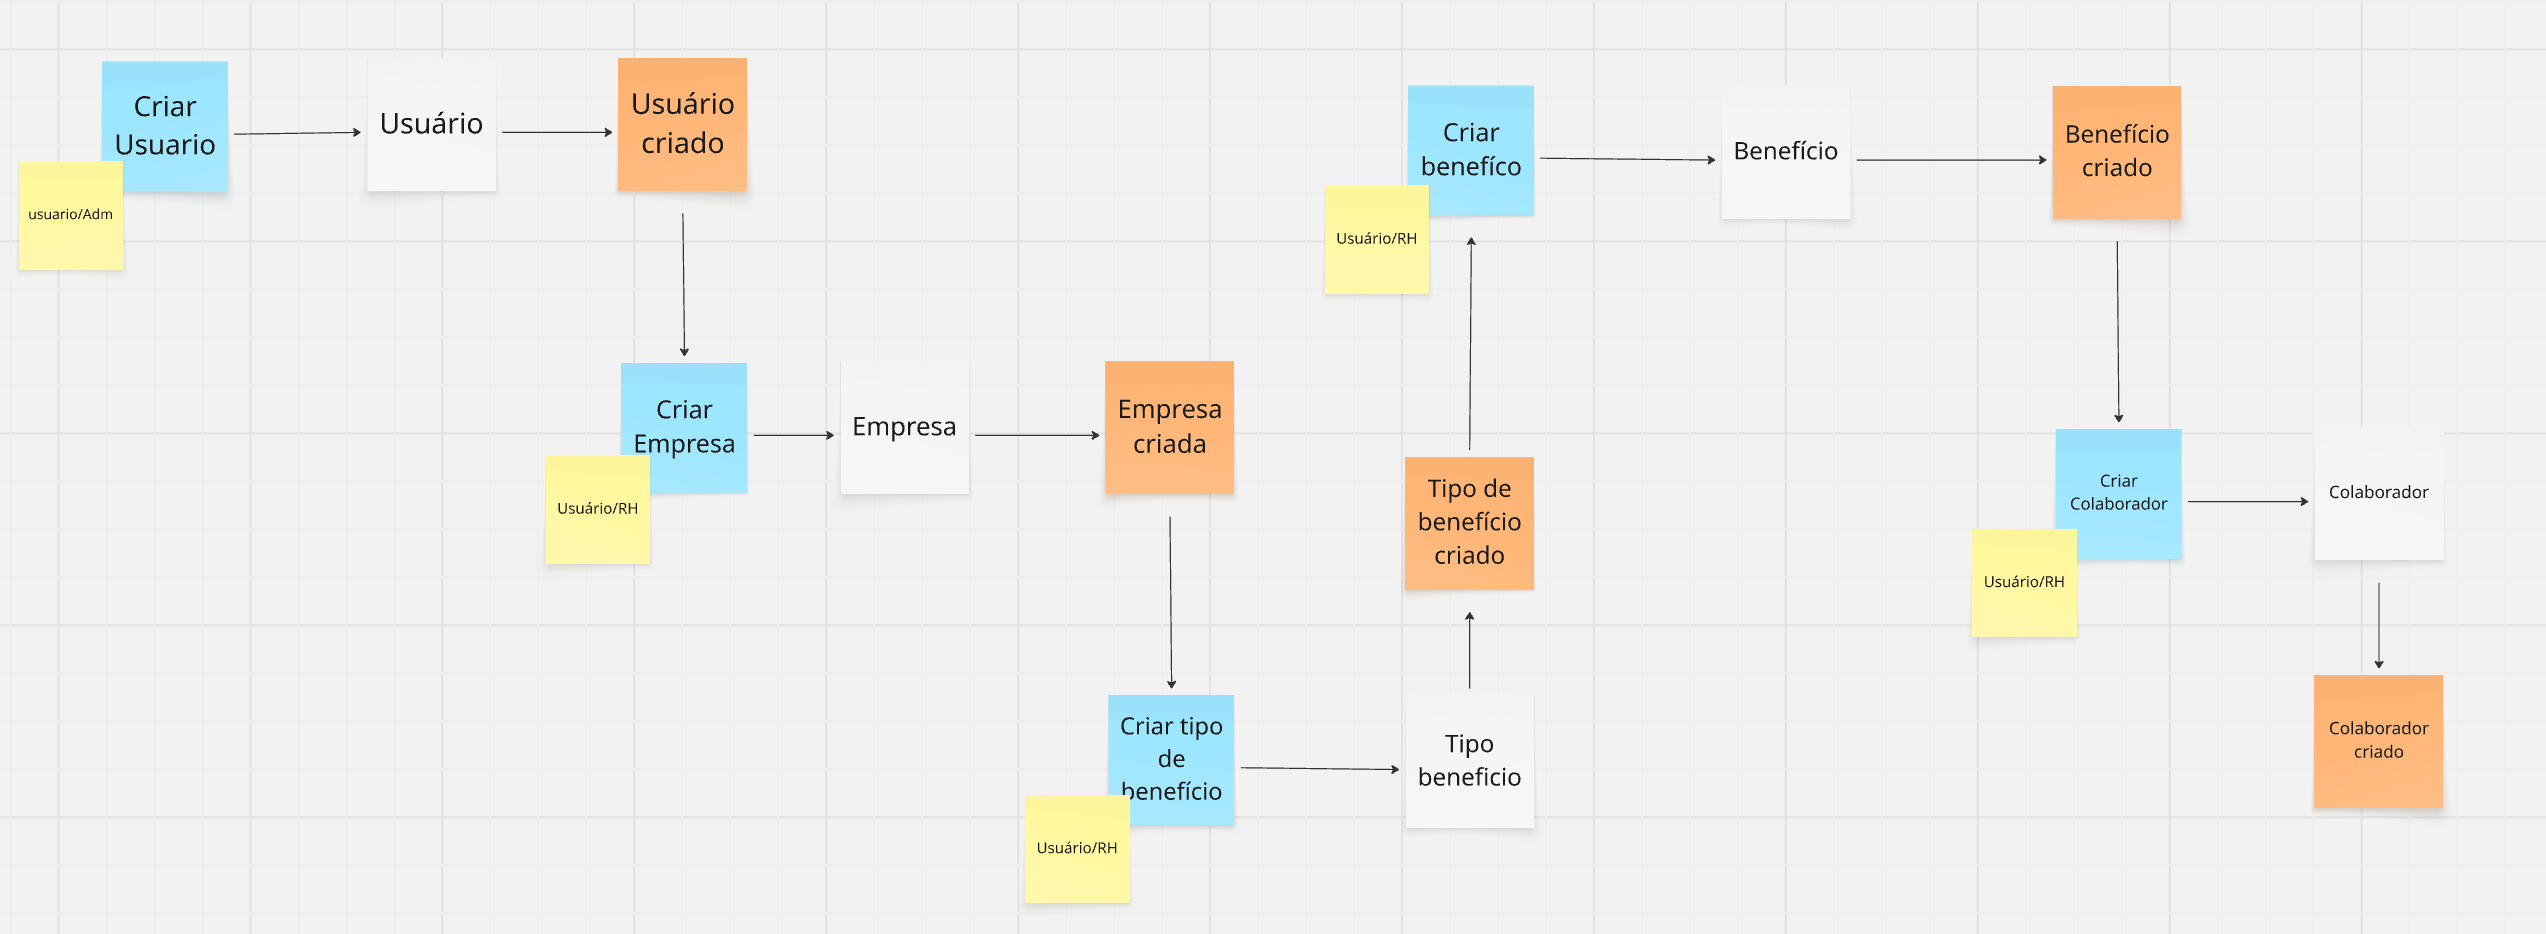 Criar
Usuario
usuario/Adm
Usuário
Usuário
criado
Criar
Empresa
Usuário/RH
Empresa
Empresa
criada
Criar tipo
de
benefício
Usuário/RH
Tipo
beneficio
Tipo de
benefício
criado
Criar
benefíco
Usuário/RH
Benefício
Benefício
criado
Criar
Colaborador
Usuário/RH
Colaborador
Colaborador
criado